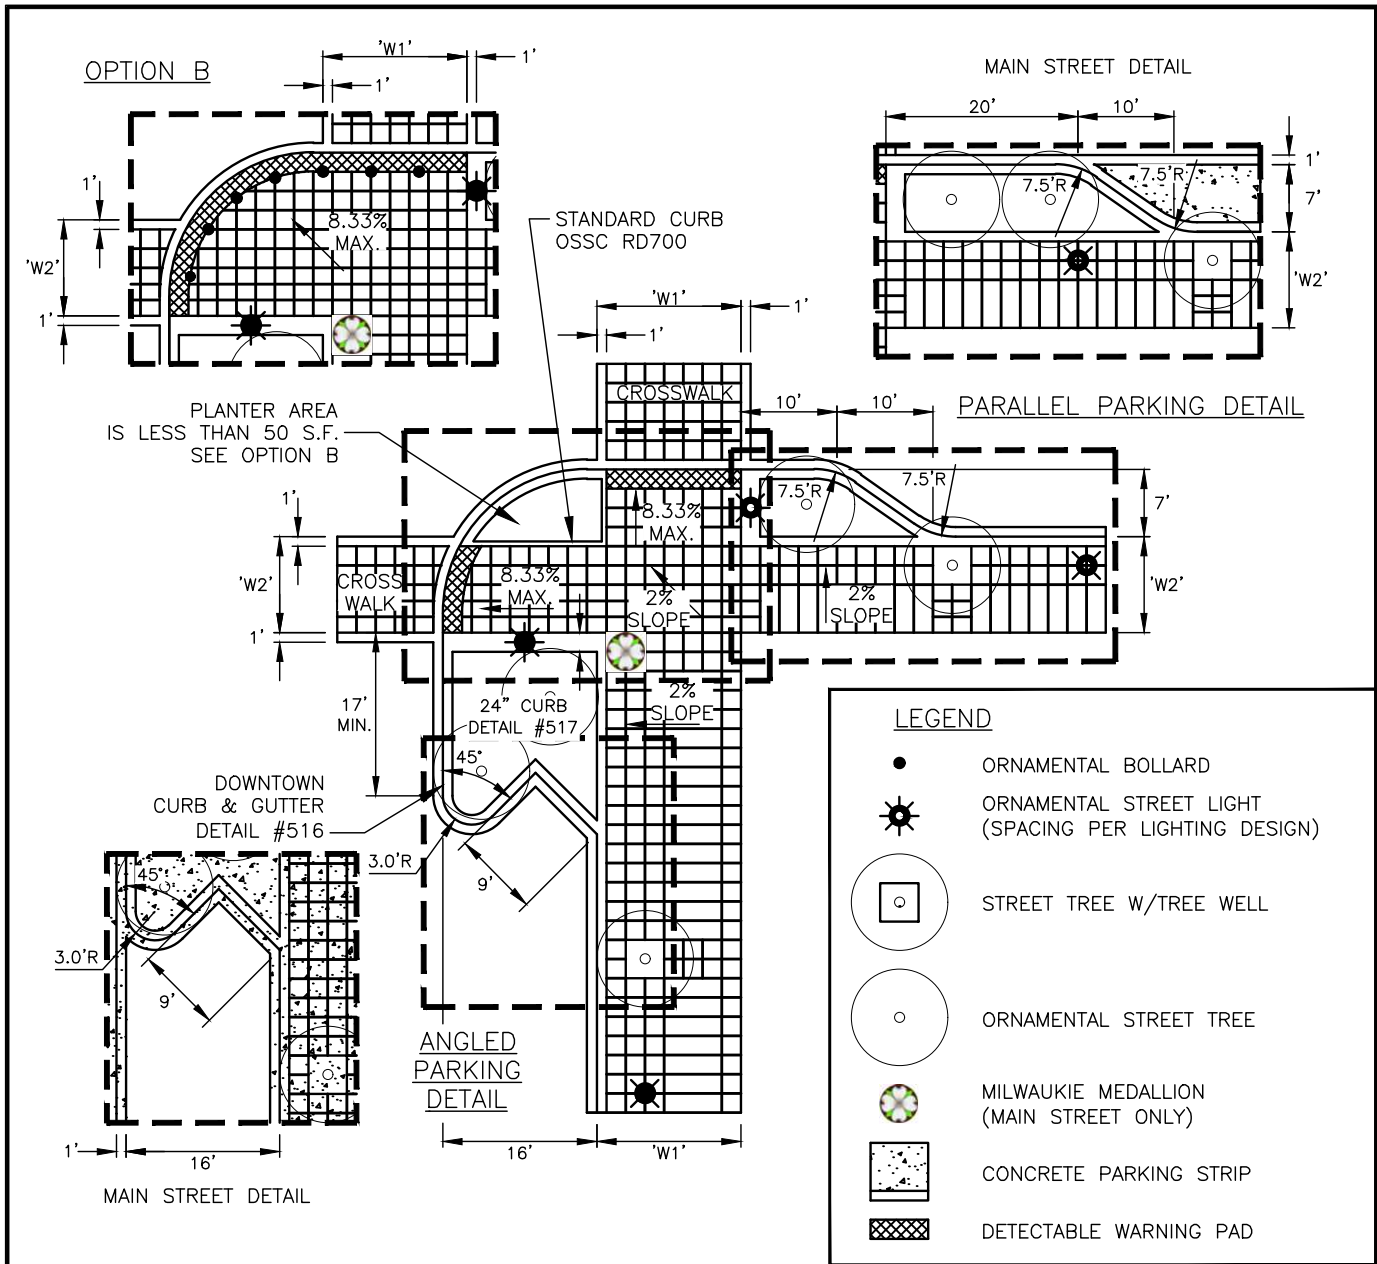 OPTION B
'W1'
1'
1'
1'
'W2'
1'
8.33%
MAX.
MAIN STREET DETAIL
20'
10'
1'
7.5'R
7.5'R
7'
'W2'
PARALLEL PARKING DETAIL
STANDARD CURB
OSSC RD700
'W1'
1'
1'
CROSSWALK
10'
10'
PLANTER AREA
IS LESS THAN 50 S.F.
SEE OPTION B
7.5'R
7.5'R
7'
1'
8.33%
MAX.
'W2'
CROSS
WALK
8.33%
MAX.
2%
SLOPE
2%
SLOPE
'W2'
1'
17'
MIN.
24" CURB
DETAIL #517
2%
SLOPE
45°
DOWNTOWN
CURB & GUTTER
DETAIL #516
3.0'R
9'
45°
3.0'R
9'
ANGLED
PARKING
DETAIL
1'
16'
MAIN STREET DETAIL
16'
'W1'
LEGEND
ORNAMENTAL BOLLARD
ORNAMENTAL STREET LIGHT
(SPACING PER LIGHTING DESIGN)
STREET TREE W/TREE WELL
ORNAMENTAL STREET TREE
MILWAUKIE MEDALLION
(MAIN STREET ONLY)
CONCRETE PARKING STRIP
DETECTABLE WARNING PAD